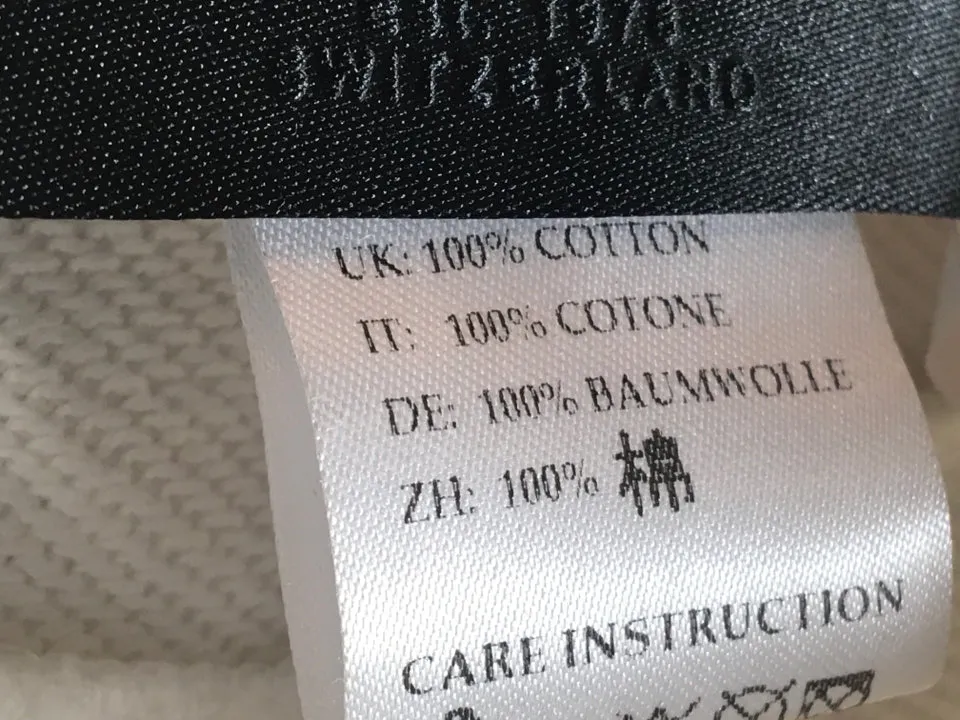 SWITZERLAND
UK: 100% COTTON
IT: 100% COTONE
DE: 100% BAUMWOLLE
ZH: 100% 棉
CARE INSTRUCTION